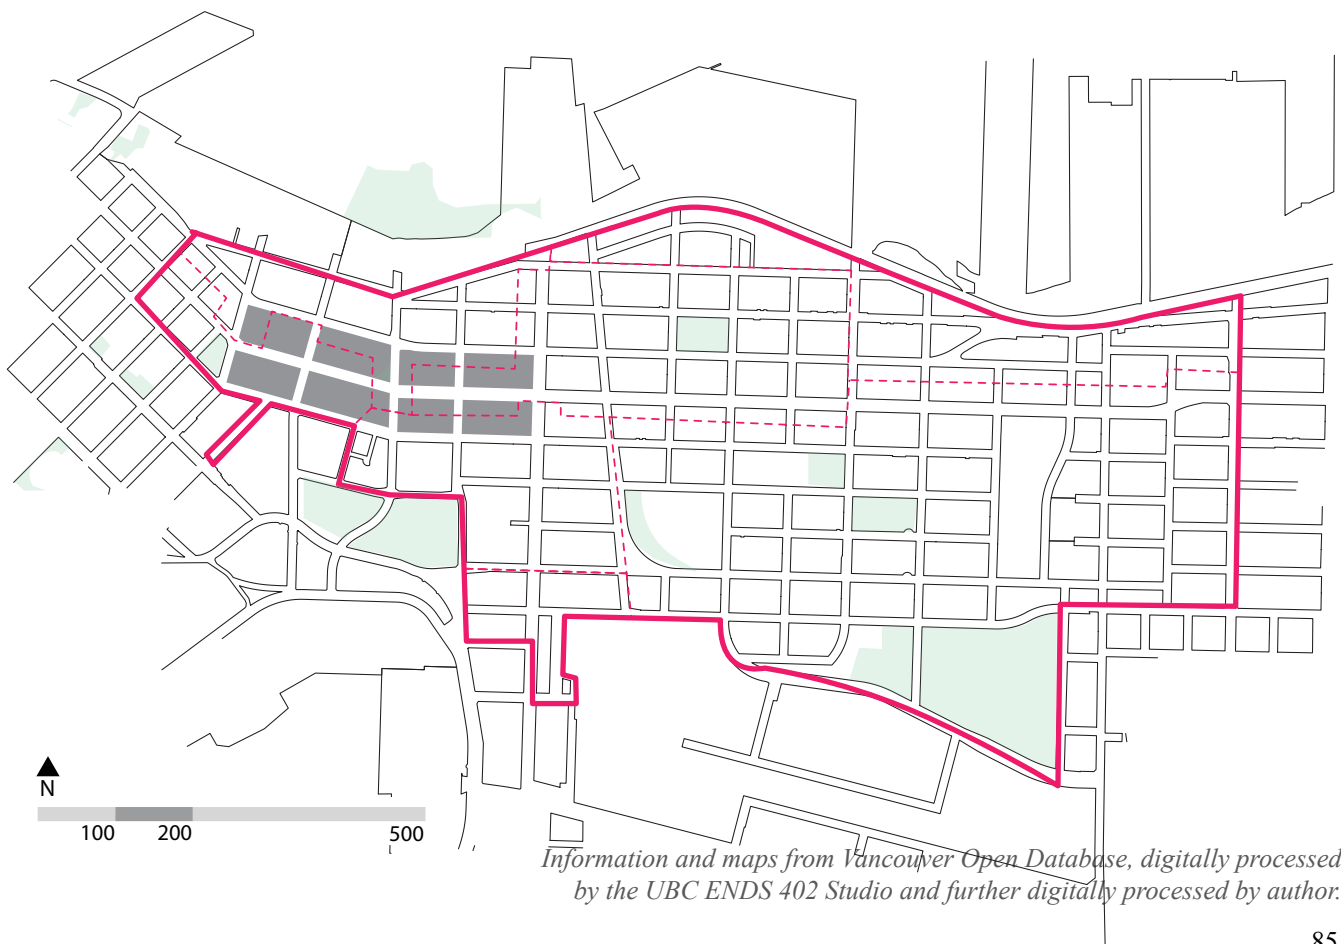 N
100 200 500
Information and maps from Vancouver Open Database, digitally processed
by the UBC ENDS 402 Studio and further digitally processed by author.
85